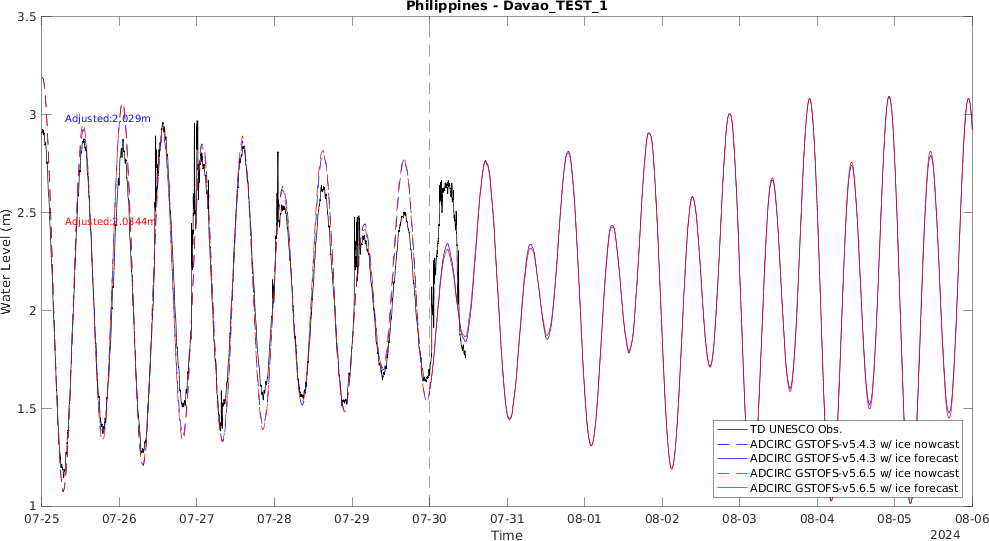 Philippines - Davao_TEST_1
3.5
3
2.5
2
1.5
1
Water Level (m)
Adjusted:2.029m
Adjusted:2.0344m
TD UNESCO Obs.
ADCIRC GSTOFS-v5.4.3 w/ ice nowcast
ADCIRC GSTOFS-v5.4.3 w/ ice forecast
ADCIRC GSTOFS-v5.6.5 w/ ice nowcast
ADCIRC GSTOFS-v5.6.5 w/ ice forecast
07-25 07-26 07-27 07-28 07-29 07-30 07-31 08-01 08-02 08-03 08-04 08-05 08-06
Time
2024